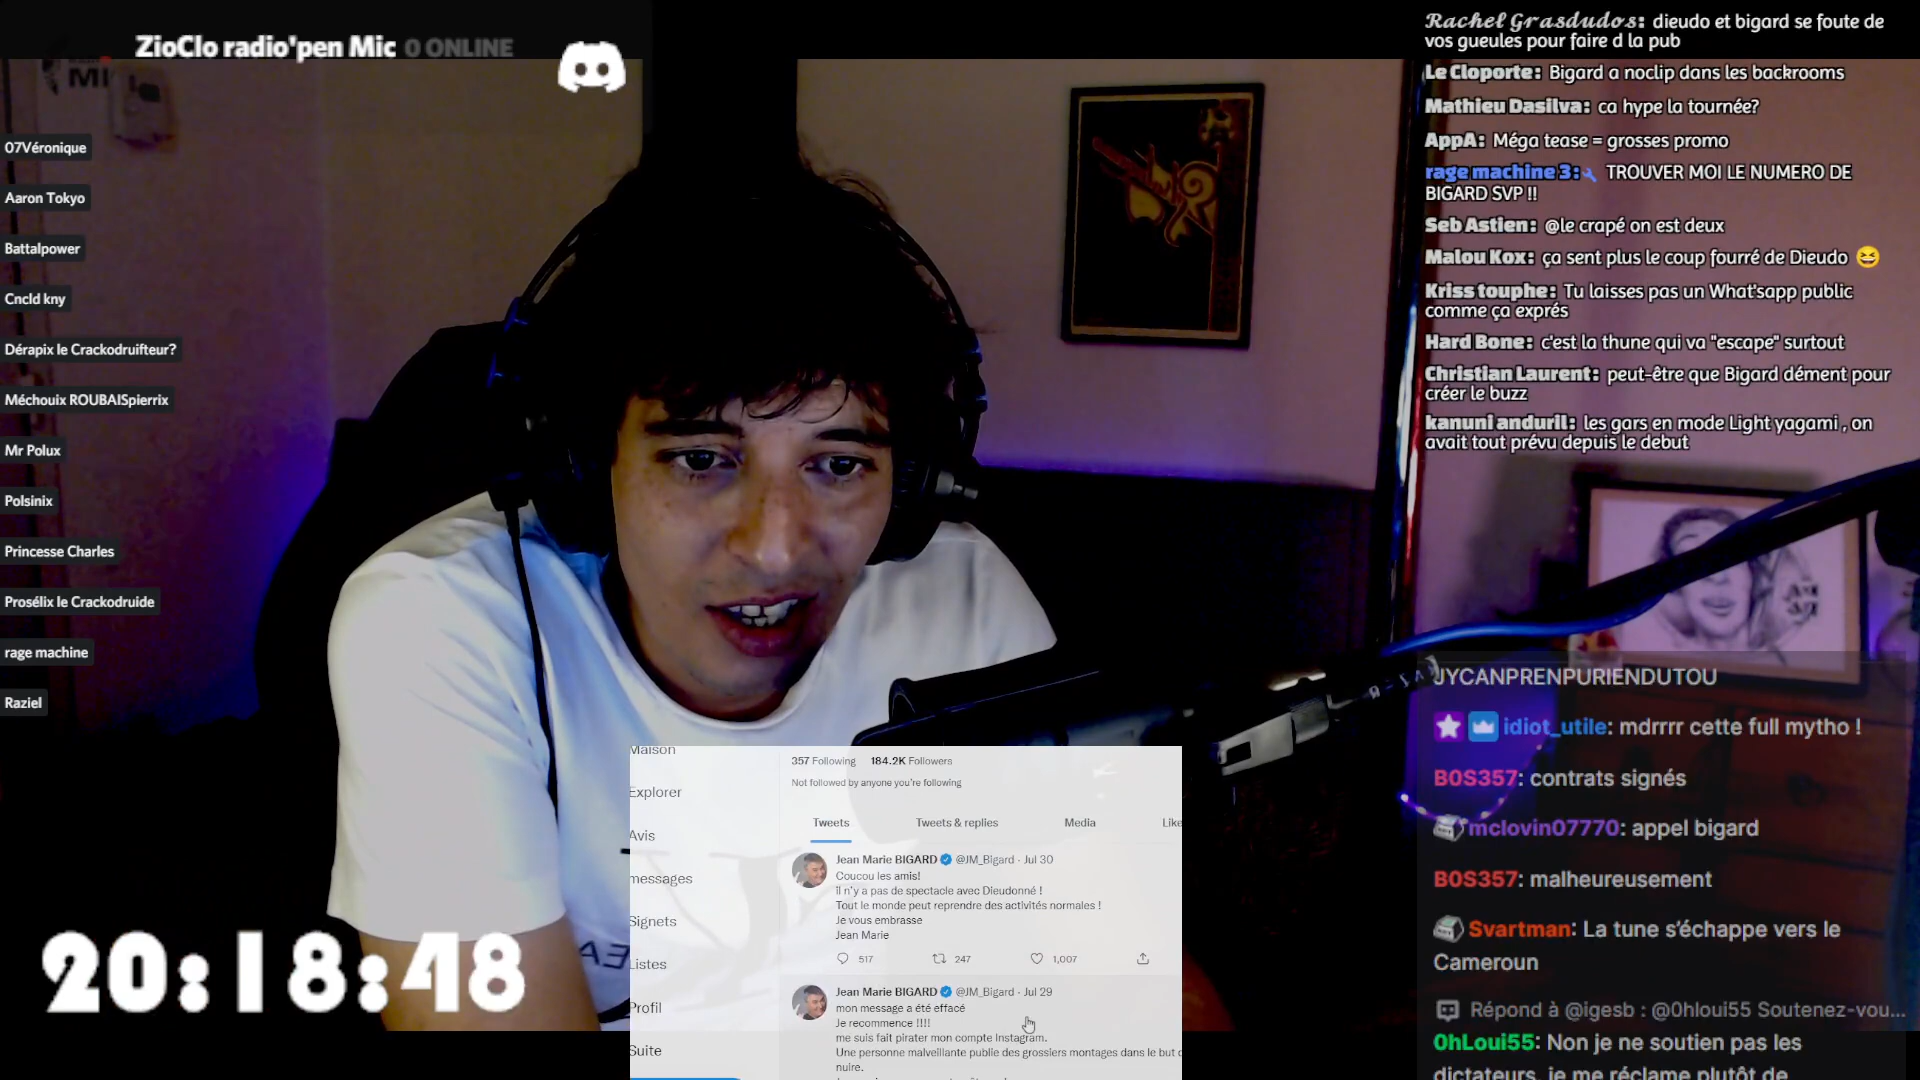 ZioClo radio'pen Mic 0 ONLINE
07Véronique
Aaron Tokyo
Battalpower
Cncld kny
Dérapix le Crackodruifteur?
Méchouix ROUBAISpierrix
Mr Polux
Polsinix
Princesse Charles
Prosélix le Crackodruide
rage machine
Raziel
20:18:48
Rachel Grasdudos: dieudo et bigard se foute de
vos gueules pour faire d la pub
Le Cloporte: Bigard a noclip dans les backrooms
Mathieu Dasilva: ca hype la tournée?
AppA: Méga tease = grosses promo
rage machine 3: TROUVER MOI LE NUMERO DE
BIGARD SVP !!
Seb Astien: @le crapé on est deux
Malou Kox: ça sent plus le coup fourré de Dieudo 😆
Kriss touphe: Tu laisses pas un What'sapp public
comme ça exprés
Hard Bone: c'est la thune qui va "escape" surtout
Christian Laurent: peut-être que Bigard dément pour
créer le buzz
kanuni anduril: les gars en mode Light yagami , on
avait tout prévu depuis le debut
JYCANPRENPURIENDUTOU
idiot_utile: mdrrrr cette full mytho !
B0S357: contrats signés
mclovin07770: appel bigard
B0S357: malheureusement
Svartman: La tune s'échappe vers le
Cameroun
Répond à @igesb : @0hloui55 Soutenez-vou...
0hLoui55: Non je ne soutien pas les
dictateurs, je me réclame plutôt de
Maison
Explorer
Avis
messages
Signets
Listes
Profil
Suite
357 Following 184.2K Followers
Not followed by anyone you're following
Tweets Tweets & replies Media Like
Jean Marie BIGARD @JM_Bigard · Jul 30
Coucou les amis!
il n'y a pas de spectacle avec Dieudonné !
Tout le monde peut reprendre des activités normales !
Je vous embrasse
Jean Marie
517 247 1,007
Jean Marie BIGARD @JM_Bigard · Jul 29
mon message a été effacé
Je recommence !!!!
me suis fait pirater mon compte Instagram.
Une personne malveillante publie des grossiers montages dans le but d
nuire.